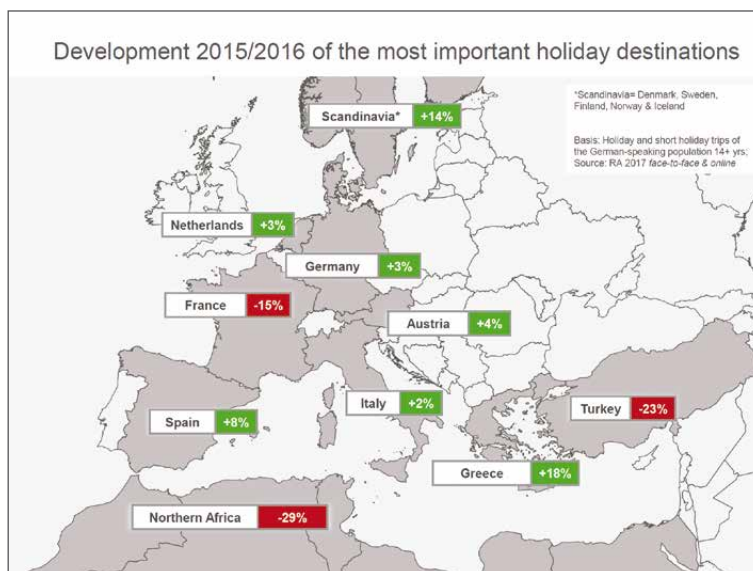 Development 2015/2016 of the most important holiday destinations
*Scandinavia= Denmark, Sweden,
Finland, Norway & Iceland
Basis: Holiday and short holiday trips of
the German-speaking population 14+ yrs;
Source: RA 2017 face-to-face & online
Scandinavia* +14%
Netherlands +3%
Germany +3%
France -15%
Austria +4%
Italy +2%
Turkey -23%
Spain +8%
Greece +18%
Northern Africa -29%